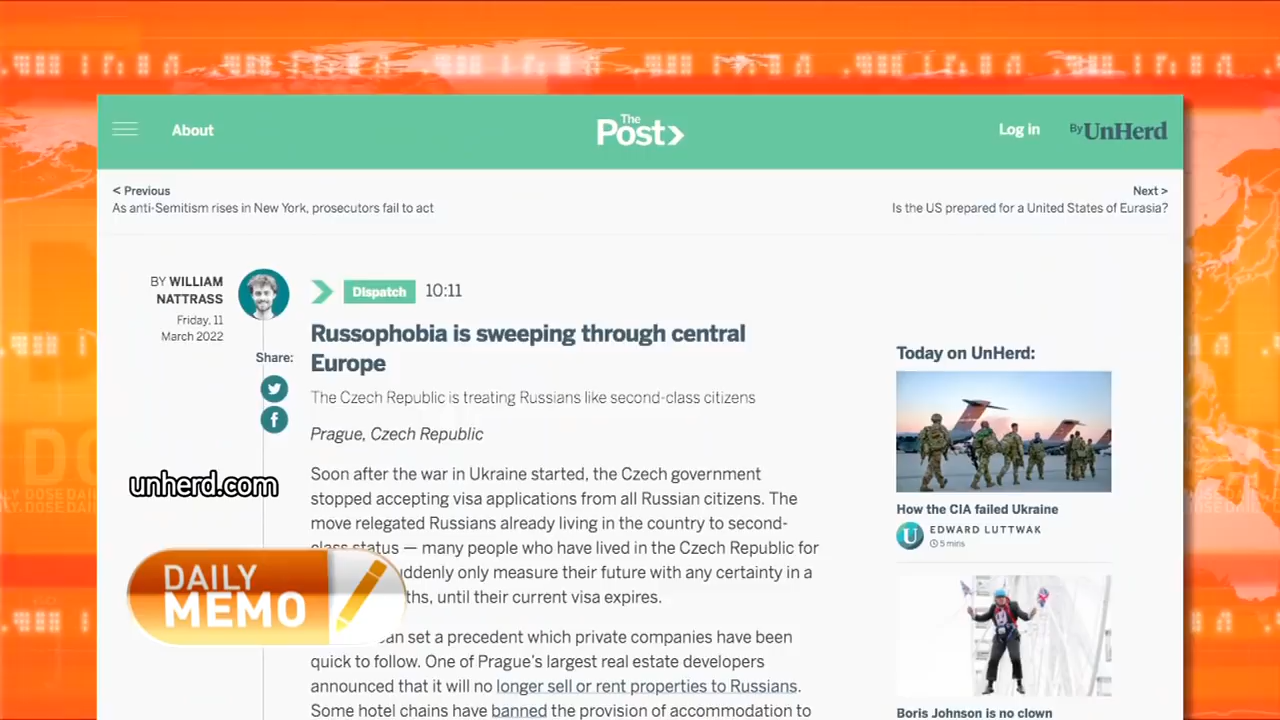 About
The Post
Log in
By UnHerd
< Previous
As anti-Semitism rises in New York, prosecutors fail to act
Next >
Is the US prepared for a United States of Eurasia?
BY WILLIAM
NATTRASS
Friday, 11
March 2022
Share:
Dispatch 10:11
Russophobia is sweeping through central
Europe
The Czech Republic is treating Russians like second-class citizens
Prague, Czech Republic
Soon after the war in Ukraine started, the Czech government
stopped accepting visa applications from all Russian citizens. The
move relegated Russians already living in the country to second-
class status — many people who have lived in the Czech Republic for
uddenly only measure their future with any certainty in a
ths, until their current visa expires.
an set a precedent which private companies have been
quick to follow. One of Prague's largest real estate developers
announced that it will no longer sell or rent properties to Russians.
Some hotel chains have banned the provision of accommodation to
unherd.com
DAILY
MEMO
Today on UnHerd:
How the CIA failed Ukraine
EDWARD LUTTWAK
5 mins
Boris Johnson is no clown